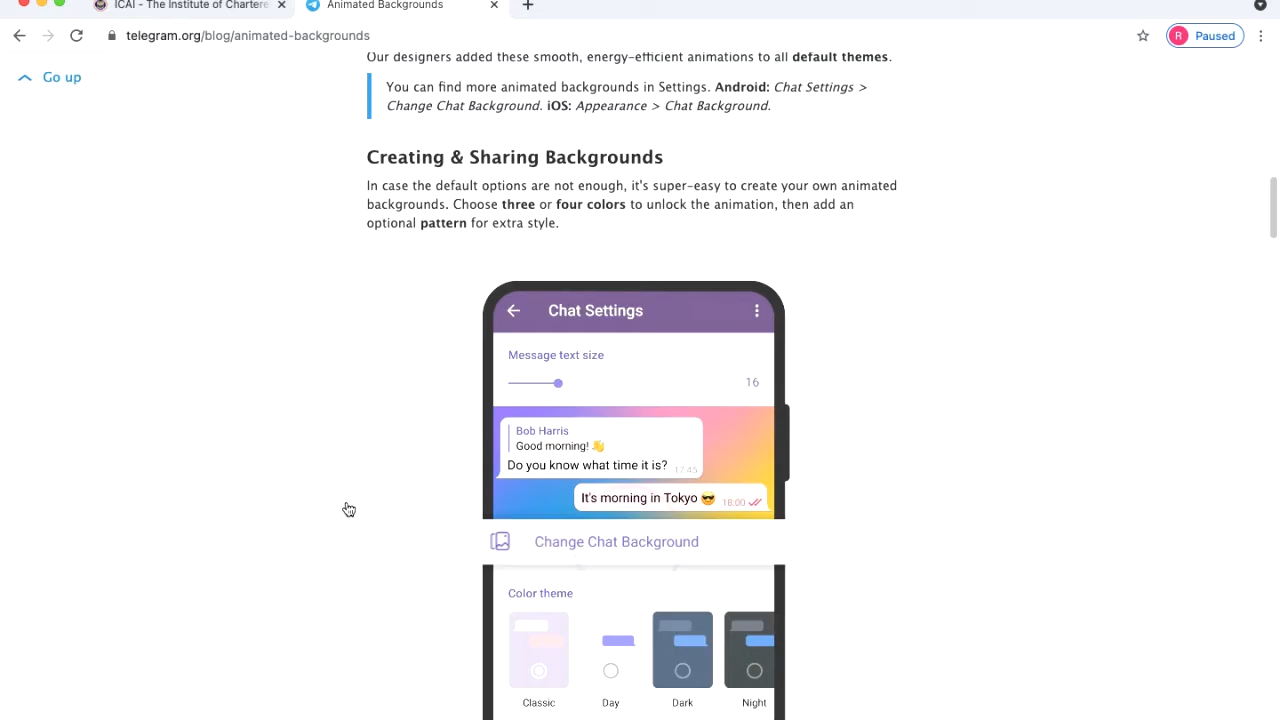 ICAI - The Institute of Chartere
Animated Backgrounds
telegram.org/blog/animated-backgrounds
R
Paused
Go up
Our designers added these smooth, energy-efficient animations to all default themes.
You can find more animated backgrounds in Settings. Android: Chat Settings >
Change Chat Background. iOS: Appearance > Chat Background.
Creating & Sharing Backgrounds
In case the default options are not enough, it's super-easy to create your own animated
backgrounds. Choose three or four colors to unlock the animation, then add an
optional pattern for extra style.
Chat Settings
Message text size
16
Bob Harris
Good morning! 👋
Do you know what time it is? 17:45
It's morning in Tokyo 😎 18:00
Change Chat Background
Color theme
Classic Day Dark Night